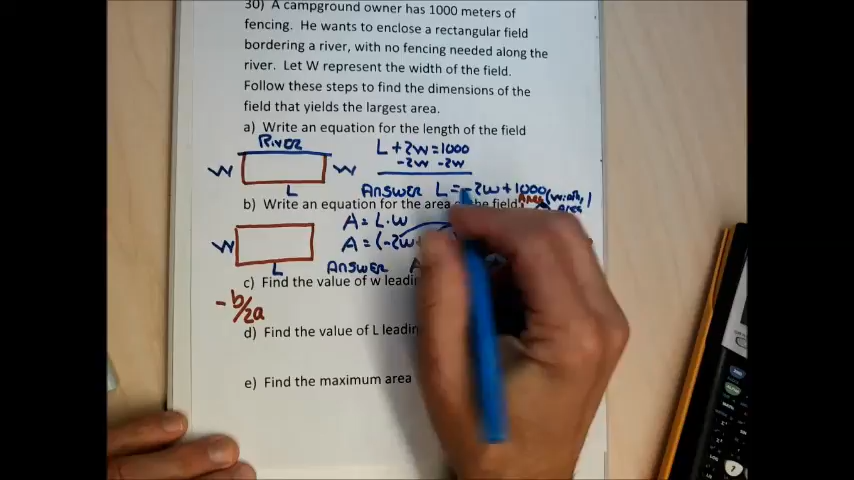 30) A campground owner has 1000 meters of
fencing. He wants to enclose a rectangular field
bordering a river, with no fencing needed along the
river. Let W represent the width of the field.
Follow these steps to find the dimensions of the
field that yields the largest area.
a) Write an equation for the length of the field
RIVER
L + 2W = 1000
-2W -2W
W
W
L
ANSWER L = -2W + 1000
b) Write an equation for the area of the field
AREA
(Width, Area
A = L·W
W
A = (-2W
L
ANSWER A
c) Find the value of w leadin
-b/2a
d) Find the value of L leadin
e) Find the maximum area